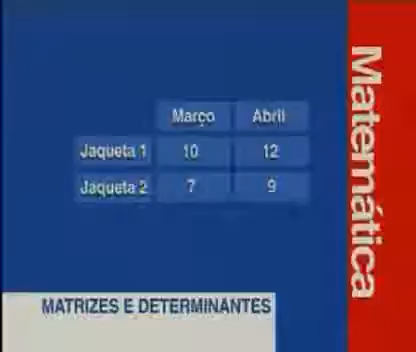 Março Abril
Jaqueta 1 10 12
Jaqueta 2 7 9
MATRIZES E DETERMINANTES
Matemática